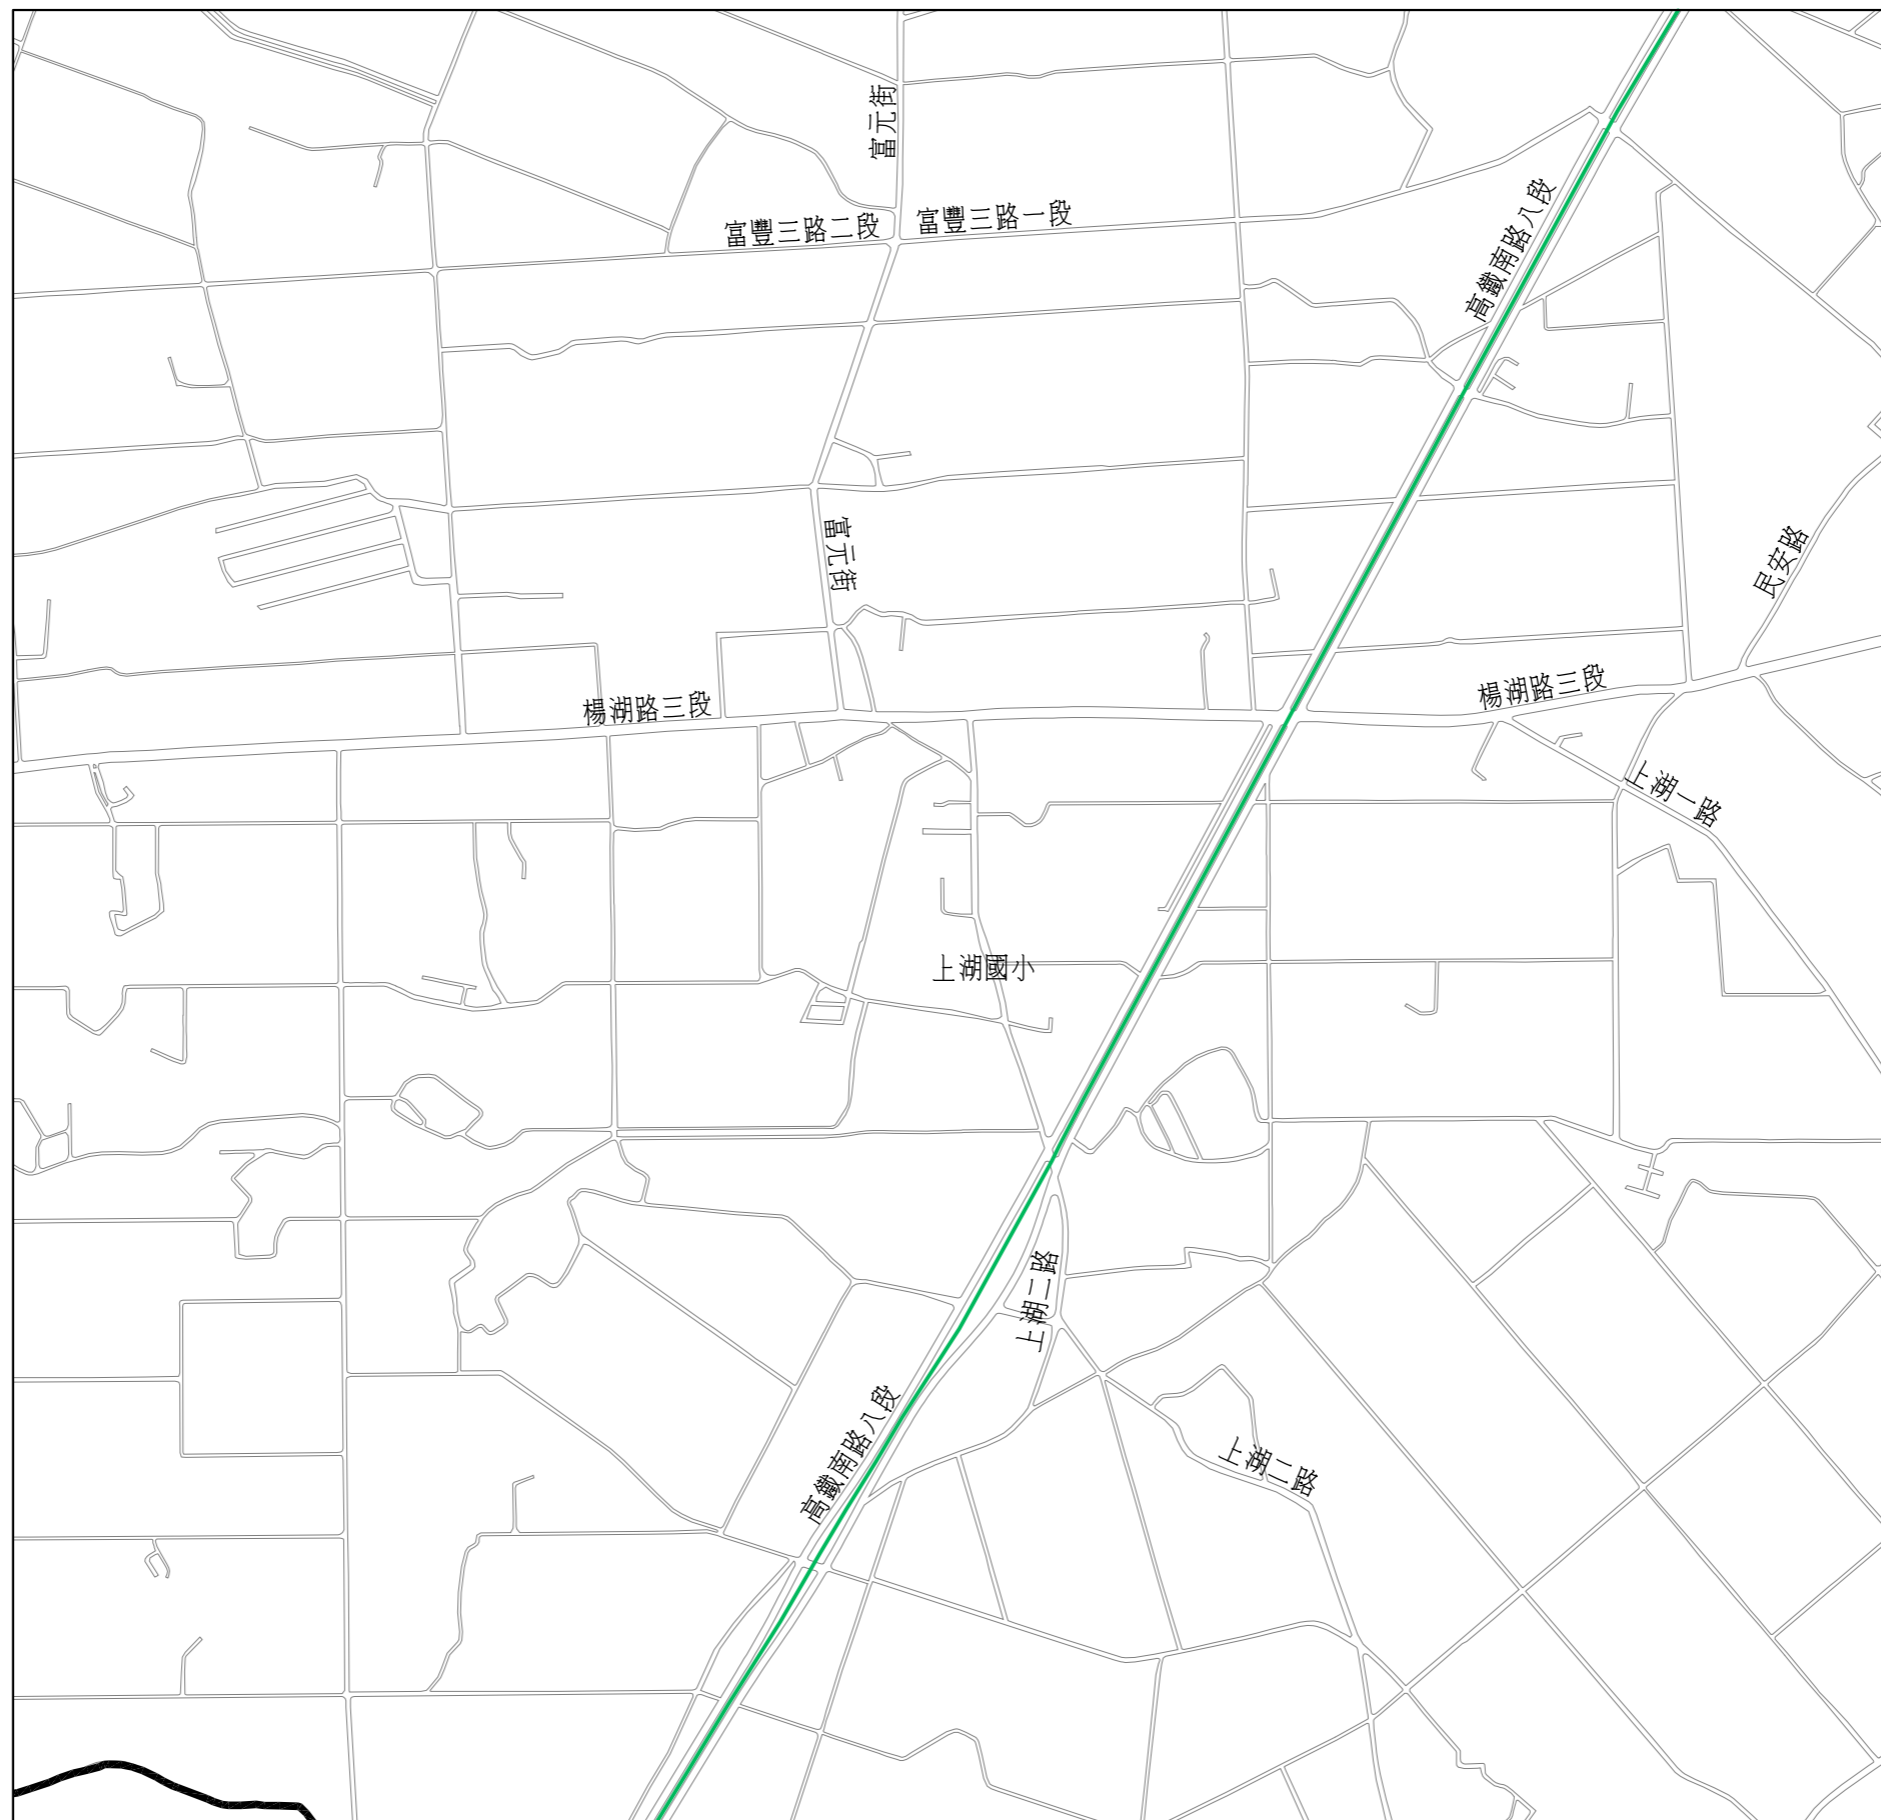 富元街
富豐三路二段
富豐三路一段
高鐵南路八段
富元街
民安路
楊湖路三段
楊湖路三段
上湖一路
上湖國小
上湖二路
高鐵南路八段
上湖二路